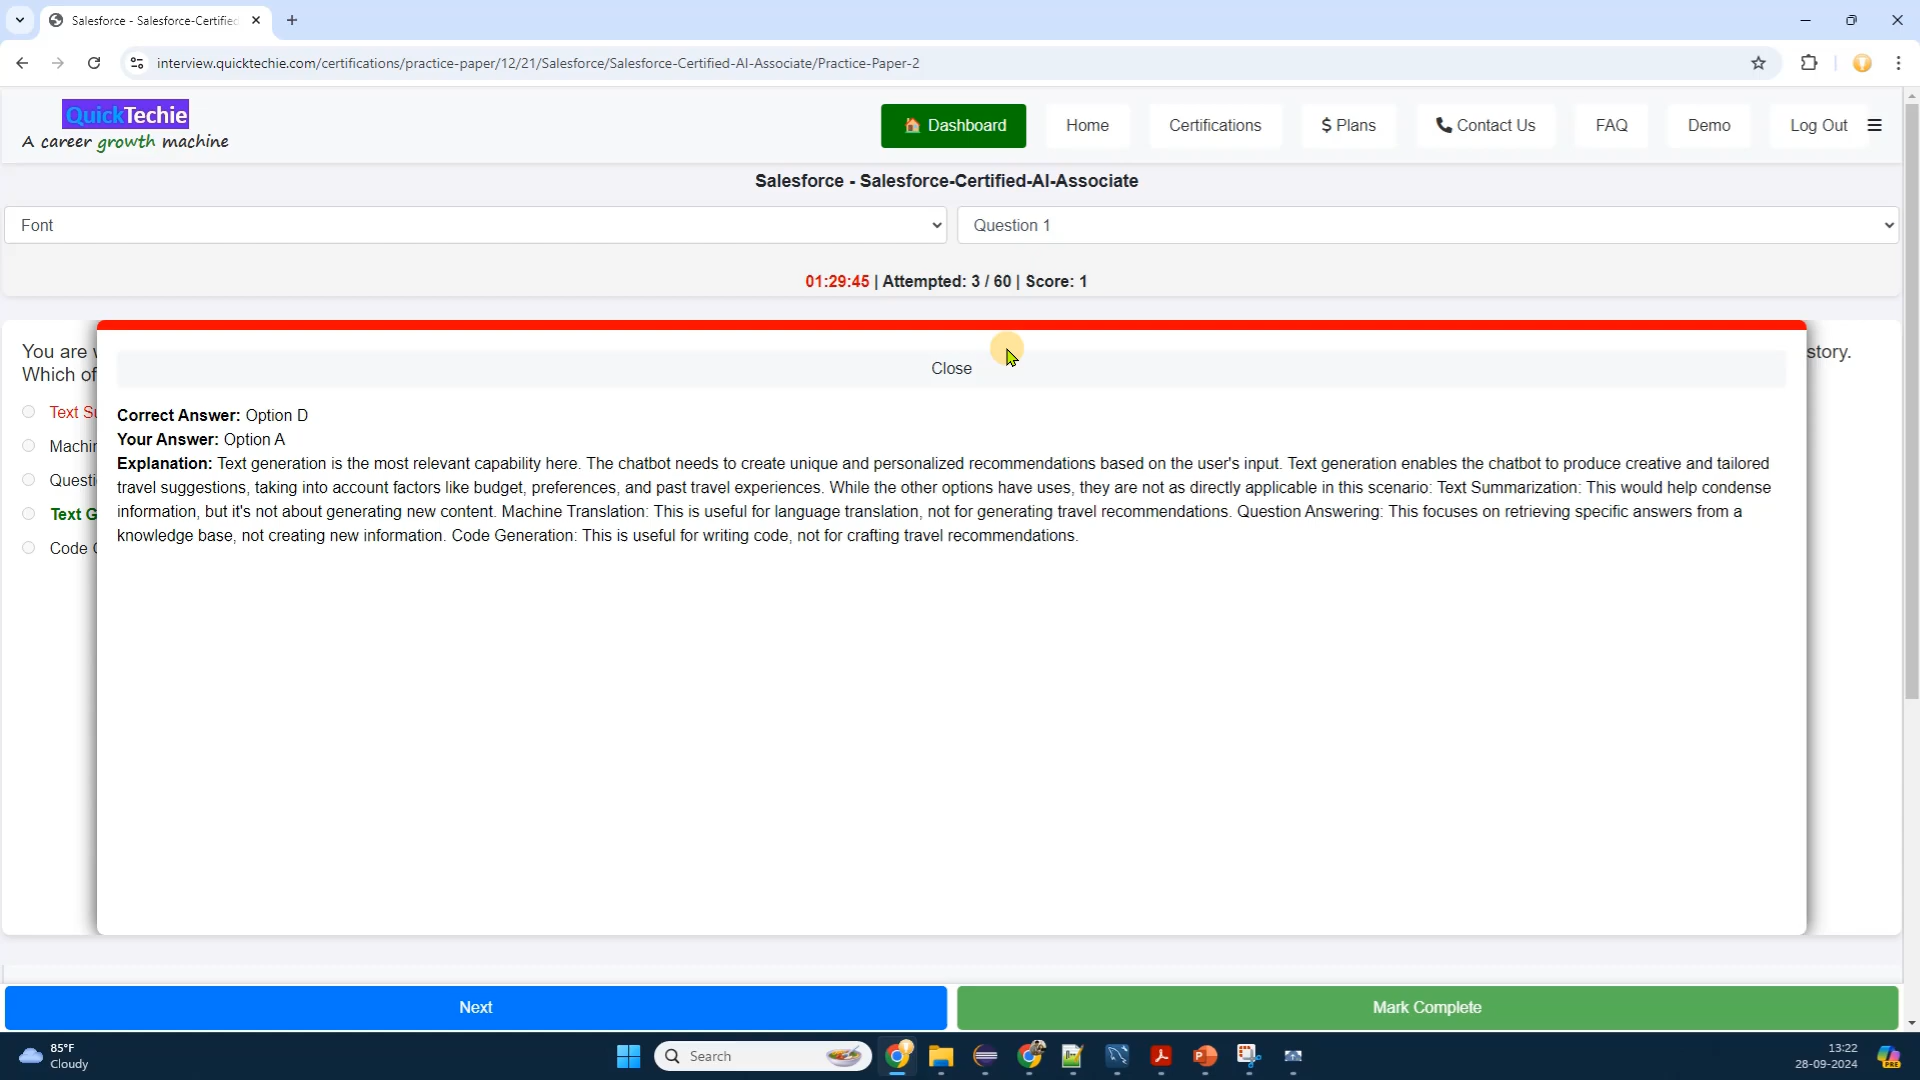 Salesforce - Salesforce-Certified
interview.quicktechie.com/certifications/practice-paper/12/21/Salesforce/Salesforce-Certified-AI-Associate/Practice-Paper-2
QuickTechie
A career growth machine
Dashboard
Home
Certifications
$ Plans
Contact Us
FAQ
Demo
Log Out
Salesforce - Salesforce-Certified-AI-Associate
Font
Question 1
01:29:45 | Attempted: 3 / 60 | Score: 1
You are
story.
Which of
Close
Text Su
Machin
Questi
Text G
Code
Correct Answer: Option D
Your Answer: Option A
Explanation: Text generation is the most relevant capability here. The chatbot needs to create unique and personalized recommendations based on the user's input. Text generation enables the chatbot to produce creative and tailored
travel suggestions, taking into account factors like budget, preferences, and past travel experiences. While the other options have uses, they are not as directly applicable in this scenario: Text Summarization: This would help condense
information, but it's not about generating new content. Machine Translation: This is useful for language translation, not for generating travel recommendations. Question Answering: This focuses on retrieving specific answers from a
knowledge base, not creating new information. Code Generation: This is useful for writing code, not for crafting travel recommendations.
Next
Mark Complete
85°F
Cloudy
Search
13:22
28-09-2024